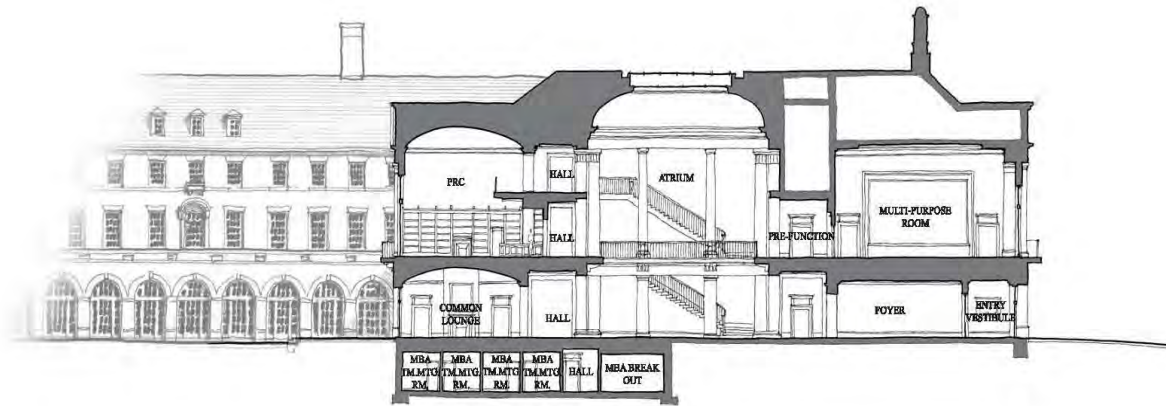 PRC
HALL
ATRIUM
HALL
PRE-FUNCTION
MULTI-PURPOSE
ROOM
COMMON
LOUNGE
HALL
FOYER
ENTRY
VESTIBULE
MBA
TM.MTG.
RM.
MBA
TM.MTG.
RM.
MBA
TM.MTG.
RM.
MBA
TM.MTG.
RM.
HALL
MBA BREAK
OUT